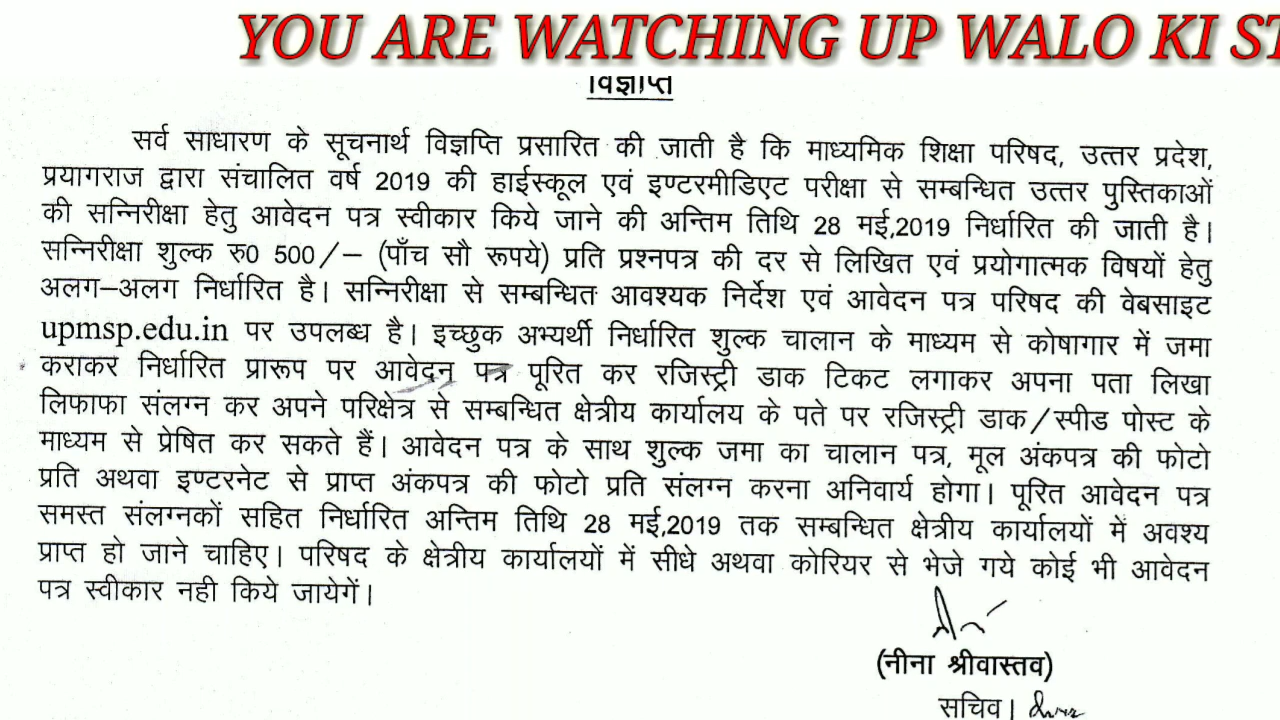 YOU ARE WATCHING UP WALO KI ST
विज्ञप्ति
सर्व साधारण के सूचनार्थ विज्ञप्ति प्रसारित की जाती है कि माध्यमिक शिक्षा परिषद, उत्तर प्रदेश,
प्रयागराज द्वारा संचालित वर्ष 2019 की हाईस्कूल एवं इण्टरमीडिएट परीक्षा से सम्बन्धित उत्तर पुस्तिकाओं
की सन्निरीक्षा हेतु आवेदन पत्र स्वीकार किये जाने की अन्तिम तिथि 28 मई,2019 निर्धारित की जाती है।
सन्निरीक्षा शुल्क रु0 500/– (पाँच सौ रूपये) प्रति प्रश्नपत्र की दर से लिखित एवं प्रयोगात्मक विषयों हेतु
अलग–अलग निर्धारित है। सन्निरीक्षा से सम्बन्धित आवश्यक निर्देश एवं आवेदन पत्र परिषद की वेबसाइट
upmsp.edu.in पर उपलब्ध है। इच्छुक अभ्यर्थी निर्धारित शुल्क चालान के माध्यम से कोषागार में जमा
कराकर निर्धारित प्रारूप पर आवेदन पत्र पूरित कर रजिस्ट्री डाक टिकट लगाकर अपना पता लिखा
लिफाफा संलग्न कर अपने परिक्षेत्र से सम्बन्धित क्षेत्रीय कार्यालय के पते पर रजिस्ट्री डाक/स्पीड पोस्ट के
माध्यम से प्रेषित कर सकते हैं। आवेदन पत्र के साथ शुल्क जमा का चालान पत्र, मूल अंकपत्र की फोटो
प्रति अथवा इण्टरनेट से प्राप्त अंकपत्र की फोटो प्रति संलग्न करना अनिवार्य होगा। पूरित आवेदन पत्र
समस्त संलग्नकों सहित निर्धारित अन्तिम तिथि 28 मई,2019 तक सम्बन्धित क्षेत्रीय कार्यालयों में अवश्य
प्राप्त हो जाने चाहिए। परिषद के क्षेत्रीय कार्यालयों में सीधे अथवा कोरियर से भेजे गये कोई भी आवेदन
पत्र स्वीकार नही किये जायेगें।
(नीना श्रीवास्तव)
सचिव।